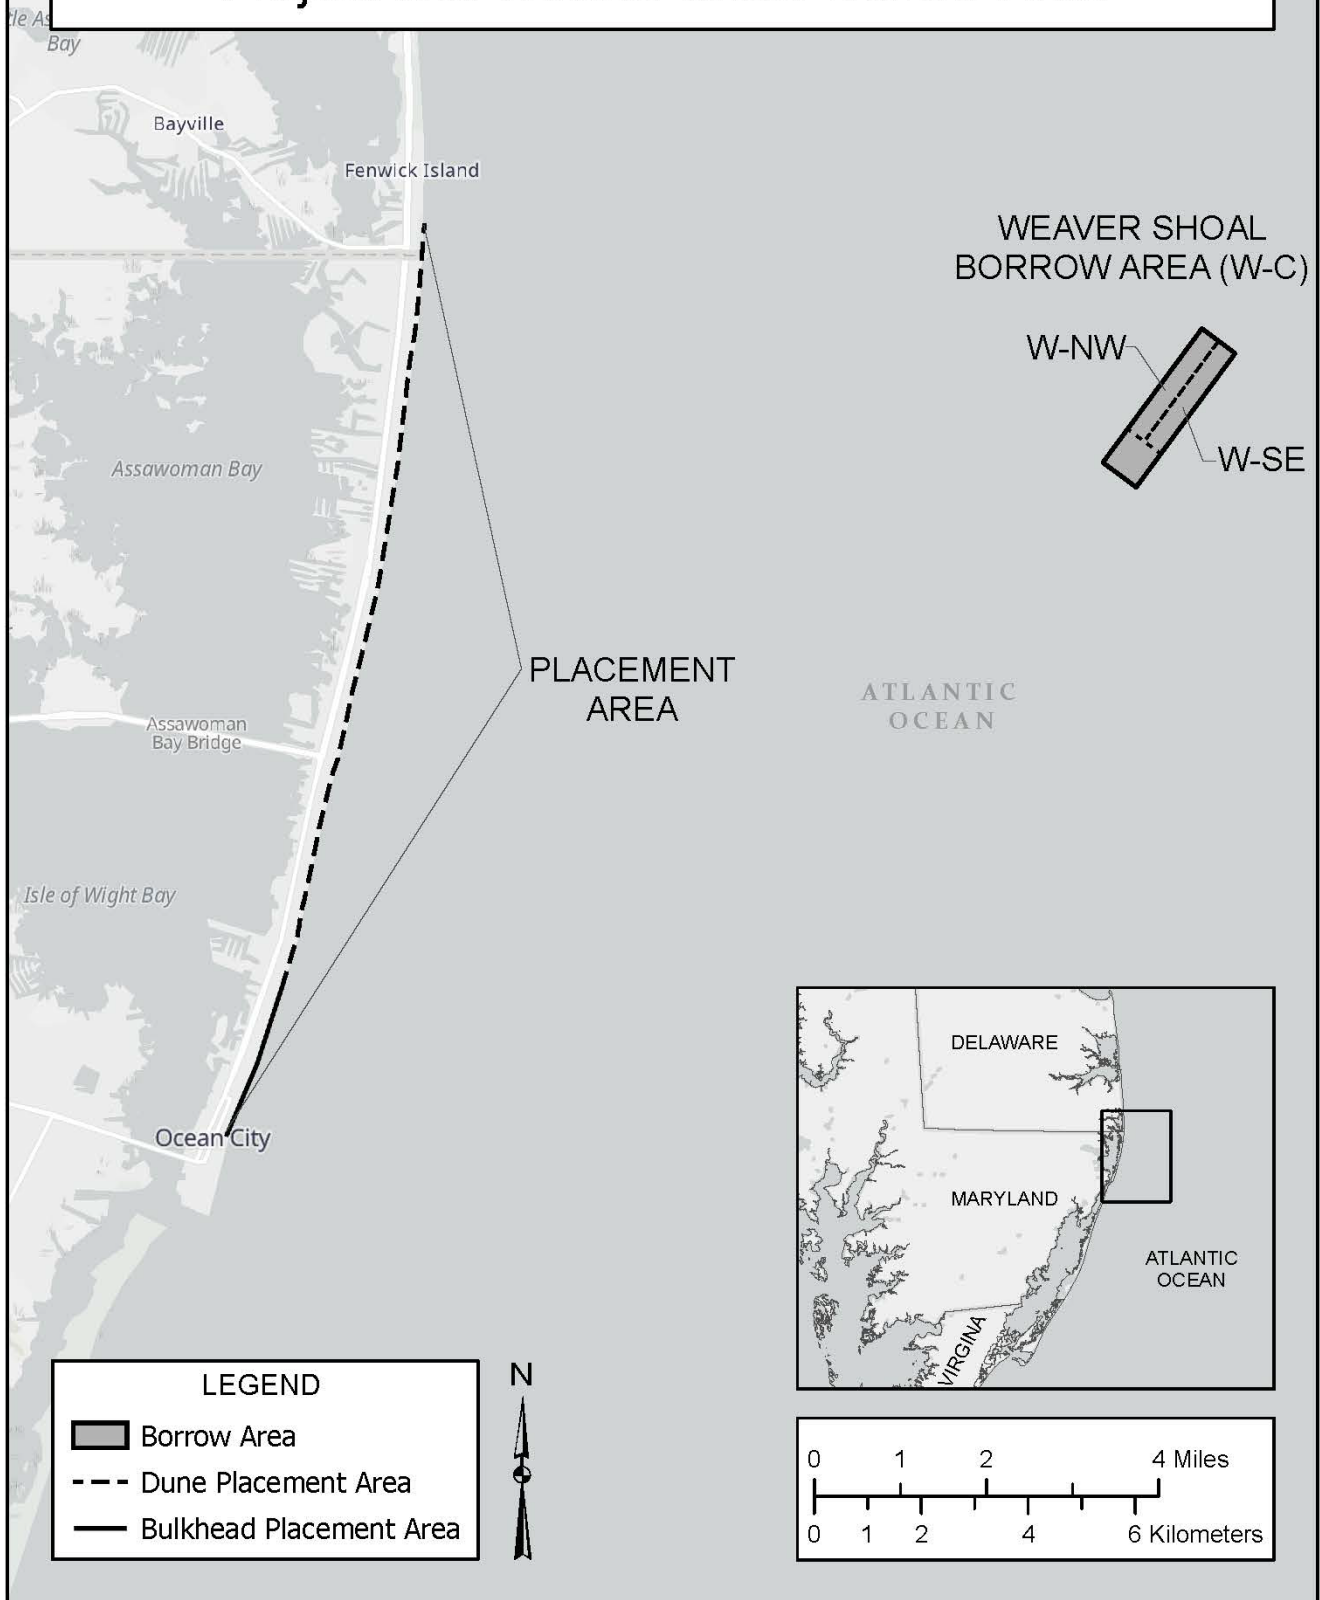 Bay
Bayville
Fenwick Island
WEAVER SHOAL
BORROW AREA (W-C)
W-NW
W-SE
Assawoman Bay
PLACEMENT
AREA
ATLANTIC
OCEAN
Assawoman
Bay Bridge
Isle of Wight Bay
Ocean City
DELAWARE
MARYLAND
ATLANTIC
OCEAN
VIRGINIA
LEGEND
Borrow Area
Dune Placement Area
Bulkhead Placement Area
N
0 1 2 4 Miles
0 1 2 4 6 Kilometers